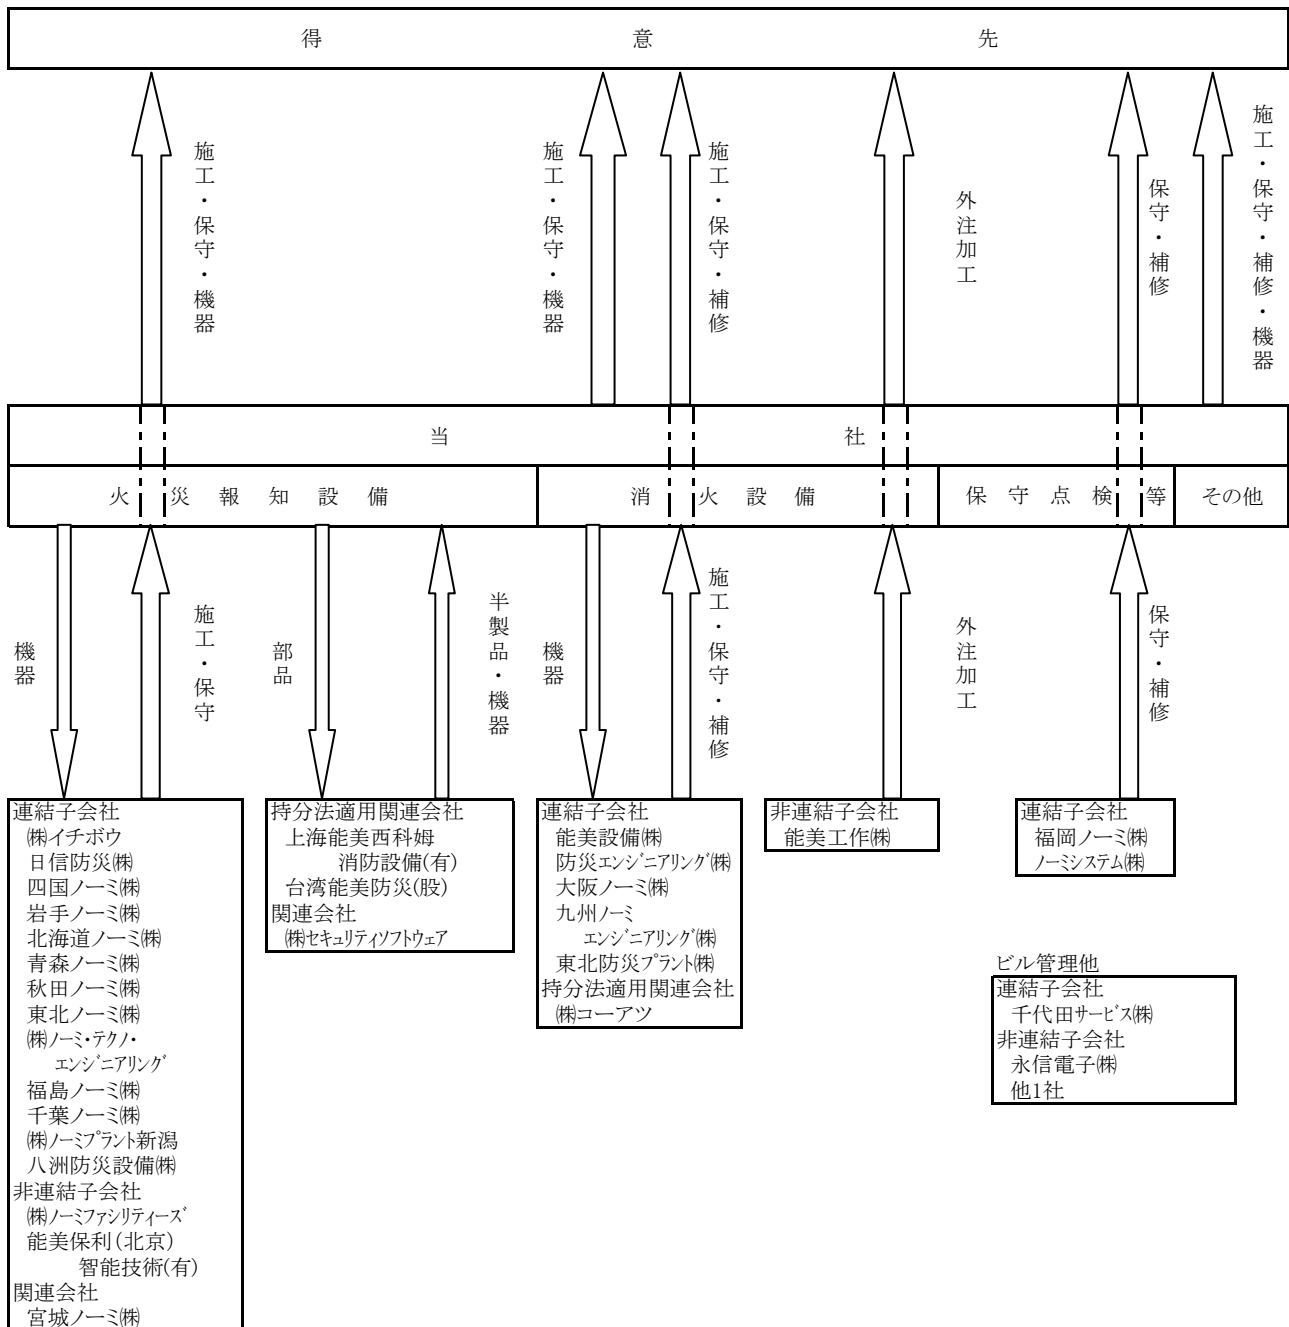 得意先
施工・保守・機器
施工・保守・機器
施工・保守・補修
外注加工
保守・補修
施工・保守・補修・機器
当社
火災報知設備
消火設備
保守点検等
その他
機器
施工・保守
部品
半製品・機器
機器
施工・保守・補修
外注加工
保守・補修
連結子会社
㈱イチボウ
日信防災㈱
四国ノーミ㈱
岩手ノーミ㈱
北海道ノーミ㈱
青森ノーミ㈱
秋田ノーミ㈱
東北ノーミ㈱
㈱ノーミ・テクノ・
エンジニアリング
福島ノーミ㈱
千葉ノーミ㈱
㈱ノーミプラント新潟
八洲防災設備㈱
非連結子会社
㈱ノーミファシリティーズ
能美保利(北京)
智能技術(有)
関連会社
宮城ノーミ㈱
持分法適用関連会社
上海能美西科姆
消防設備(有)
台湾能美防災(股)
関連会社
㈱セキュリティソフトウェア
連結子会社
能美設備㈱
防災エンジニアリング㈱
大阪ノーミ㈱
九州ノーミ
エンジニアリング㈱
東北防災プラント㈱
持分法適用関連会社
㈱コーアツ
非連結子会社
能美工作㈱
連結子会社
福岡ノーミ㈱
ノーミシステム㈱
ビル管理他
連結子会社
千代田サービス㈱
非連結子会社
永信電子㈱
他1社